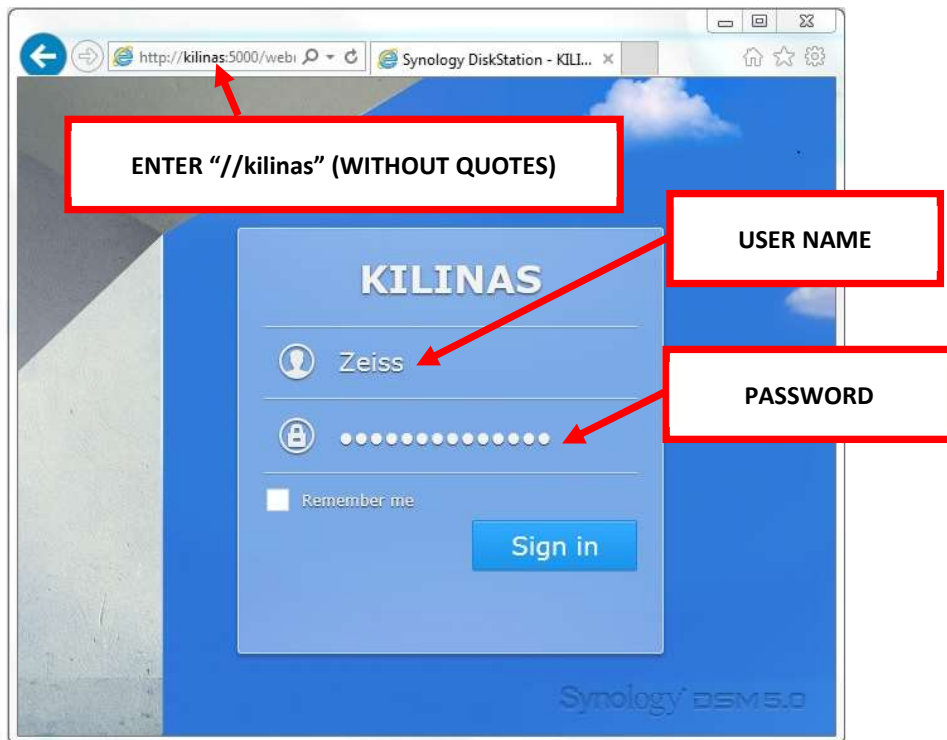 http://kilinas:5000/webi
Synology DiskStation - KILI...
ENTER “//kilinas” (WITHOUT QUOTES)
USER NAME
KILINAS
Zeiss
PASSWORD
Remember me
Sign in
Synology DSM 5.0